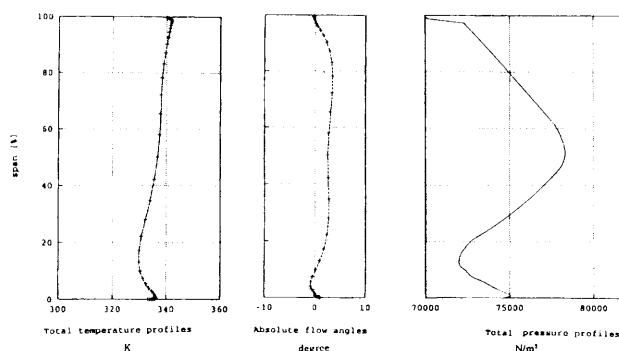 100
80
60
40
20
0
span [%]
300 320 340 360
-10 0 10
70000 75000 80000
Total temperature profiles
Absolute flow angles
Total pressure profiles
K
degree
N/m³